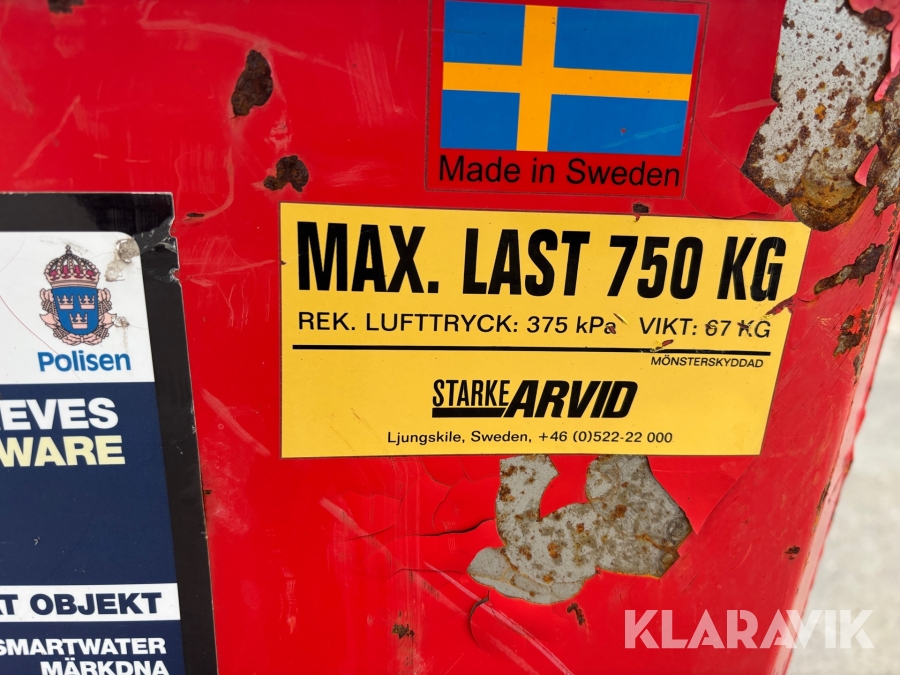 Made in Sweden
MAX. LAST 750 KG
REK. LUFTTRYCK: 375 kPa VIKT: 67 KG
MÖNSTERSKYDDAD
STARKE ARVID
Ljungskile, Sweden, +46 (0)522-22 000
Polisen
EVES
WARE
T OBJEKT
SMARTWATER
MÄRKDNA
KLARAVIK